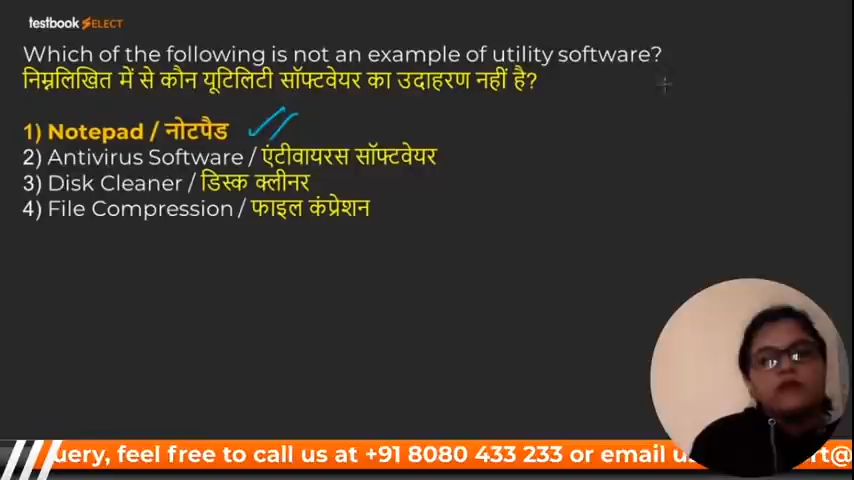 testbook SELECT
Which of the following is not an example of utility software?
निम्नलिखित में से कौन यूटिलिटी सॉफ्टवेयर का उदाहरण नहीं है?
1) Notepad / नोटपैड
2) Antivirus Software / एंटीवायरस सॉफ्टवेयर
3) Disk Cleaner / डिस्क क्लीनर
4) File Compression / फाइल कंप्रेशन
uery, feel free to call us at +91 8080 433 233 or email us